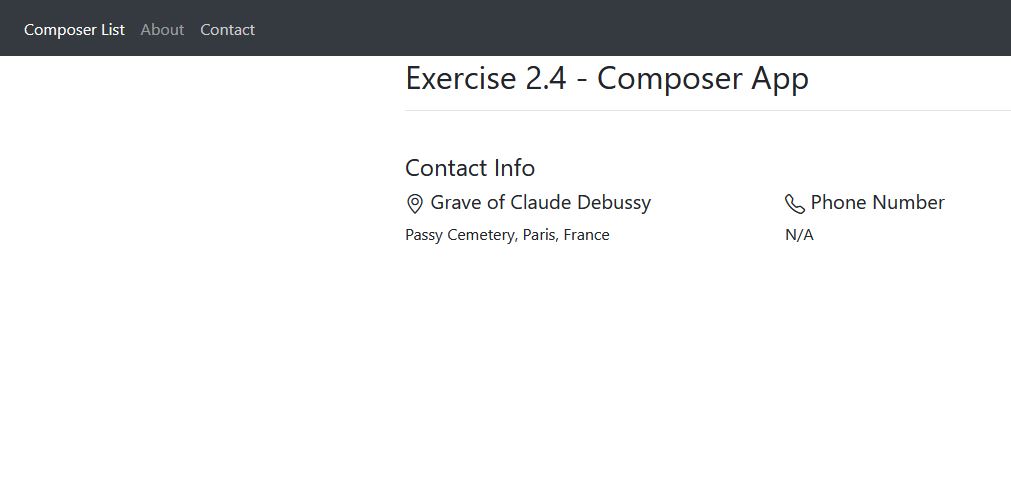 Composer List About Contact
Exercise 2.4 - Composer App
Contact Info
Grave of Claude Debussy Phone Number
Passy Cemetery, Paris, France N/A